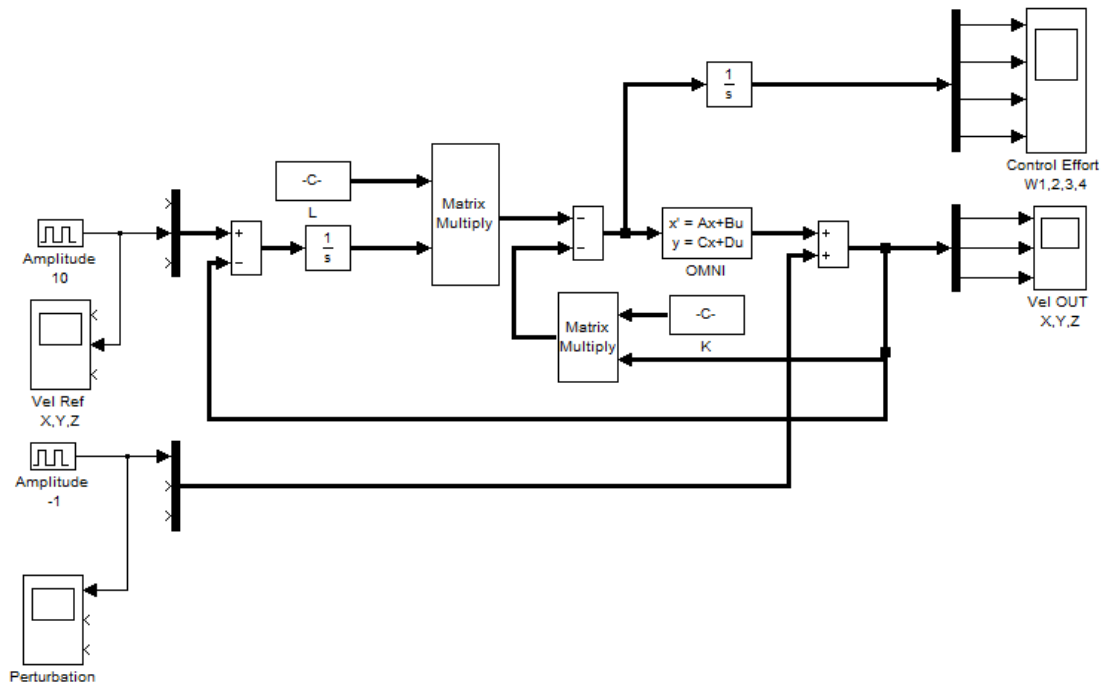 1
s
Control Effort
W1,2,3,4
-C-
L
Matrix
Multiply
Amplitude
10
+
−
1
s
−
−
x' = Ax+Bu
y = Cx+Du
OMNI
+
+
Vel OUT
X,Y,Z
Matrix
Multiply
-C-
K
Vel Ref
X,Y,Z
Amplitude
-1
Perturbation